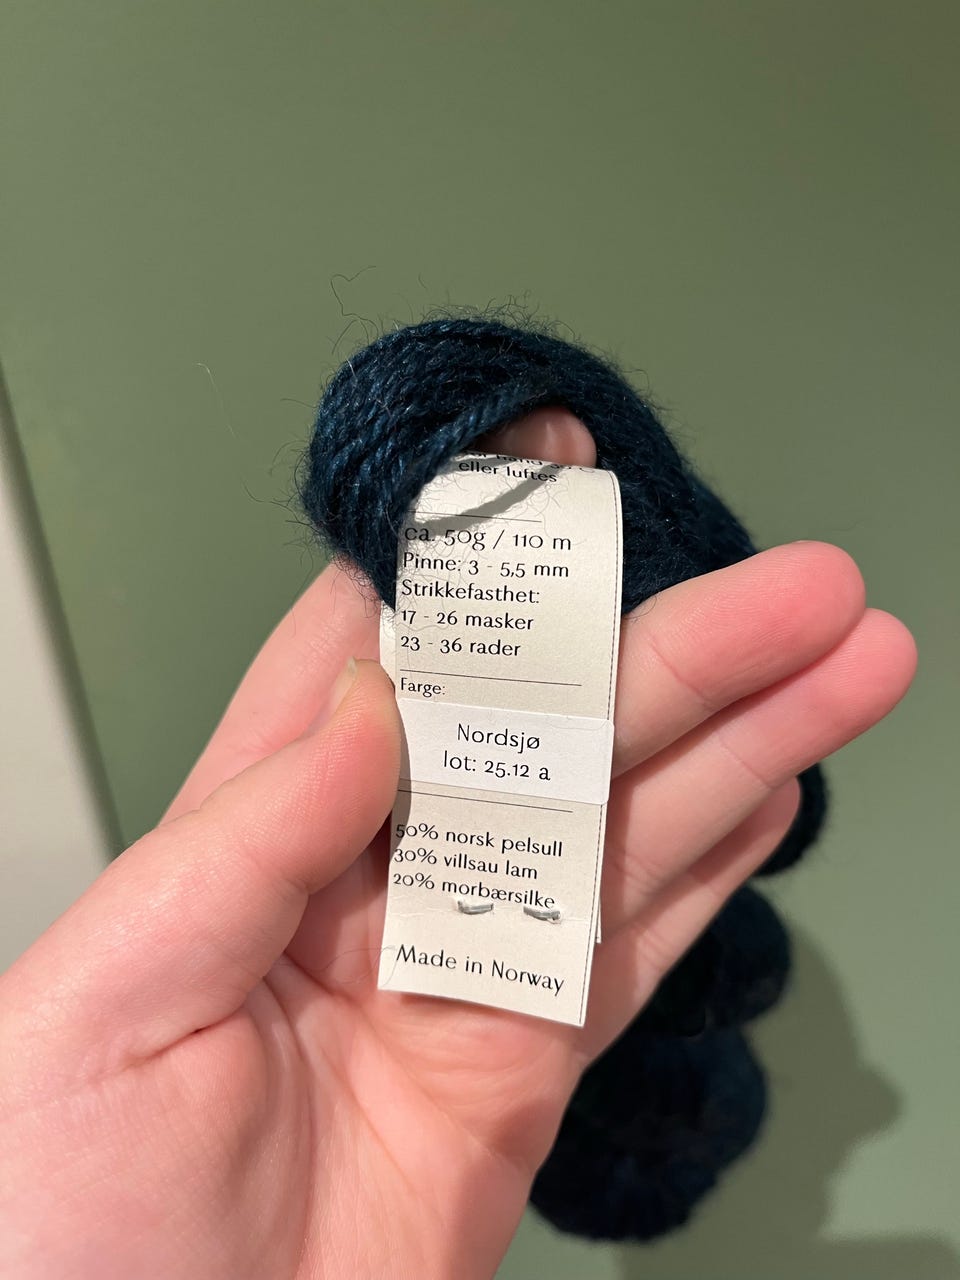 eller luftes
ca. 50g / 110 m
Pinne: 3 - 5,5 mm
Strikkefasthet:
17 - 26 masker
23 - 36 rader
Farge:
Nordsjø
lot: 25.12 a
50% norsk pelsull
30% villsau lam
20% morbærsilke
Made in Norway